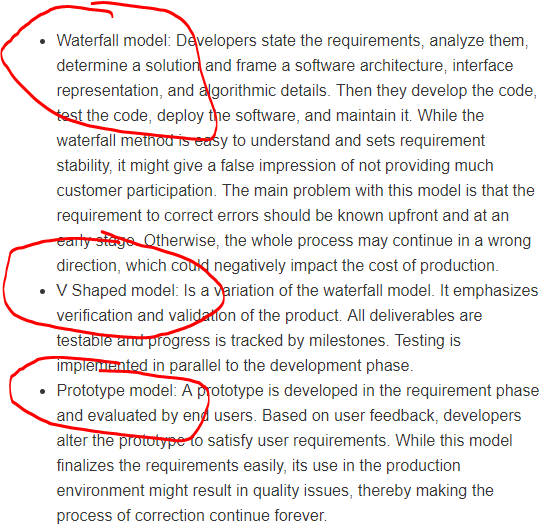 • Waterfall model: Developers state the requirements, analyze them,
determine a solution and frame a software architecture, interface
representation, and algorithmic details. Then they develop the code,
test the code, deploy the software, and maintain it. While the
waterfall method is easy to understand and sets requirement
stability, it might give a false impression of not providing much
customer participation. The main problem with this model is that the
requirement to correct errors should be known upfront and at an
early stage. Otherwise, the whole process may continue in a wrong
direction, which could negatively impact the cost of production.
• V Shaped model: Is a variation of the waterfall model. It emphasizes
verification and validation of the product. All deliverables are
testable and progress is tracked by milestones. Testing is
implemented in parallel to the development phase.
• Prototype model: A prototype is developed in the requirement phase
and evaluated by end users. Based on user feedback, developers
alter the prototype to satisfy user requirements. While this model
finalizes the requirements easily, its use in the production
environment might result in quality issues, thereby making the
process of correction continue forever.